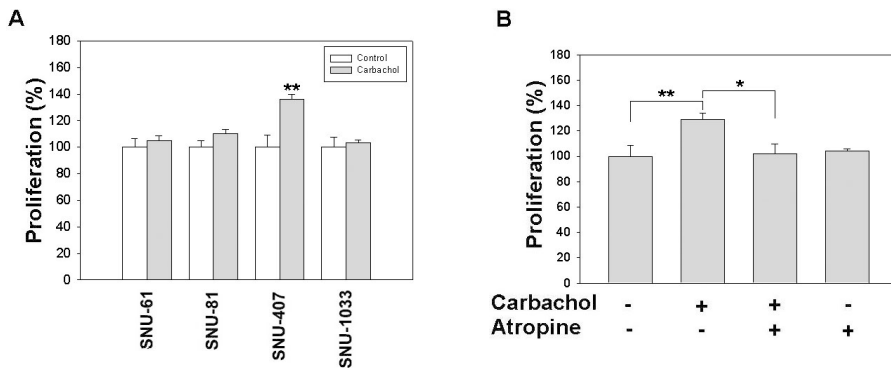 A
Proliferation (%)
180
160
140
120
100
80
60
40
20
0
Control
Carbachol
**
SNU-61
SNU-81
SNU-407
SNU-1033
B
Proliferation (%)
180
160
140
120
100
80
60
40
20
0
** *
Carbachol - + + -
Atropine - - + +